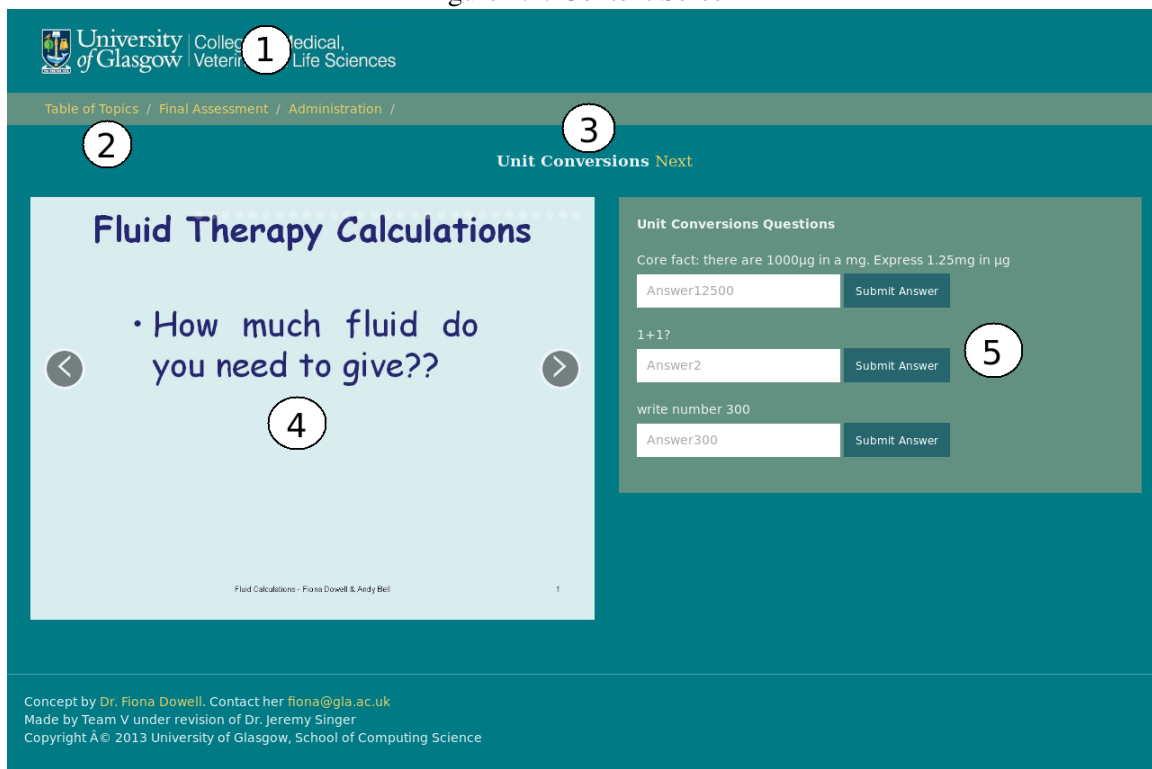 University
of Glasgow
Colleg
edical,
Veterin
Life Sciences
1
Table of Topics / Final Assessment / Administration /
2
3
Unit Conversions Next
Fluid Therapy Calculations
• How much fluid do
you need to give??
4
Fluid Calculations - Fiona Dowell & Andy Bell 1
Unit Conversions Questions
Core fact: there are 1000µg in a mg. Express 1.25mg in µg
Answer12500 Submit Answer
1+1?
Answer2 Submit Answer
5
write number 300
Answer300 Submit Answer
Concept by Dr. Fiona Dowell. Contact her fiona@gla.ac.uk
Made by Team V under revision of Dr. Jeremy Singer
Copyright Â© 2013 University of Glasgow, School of Computing Science